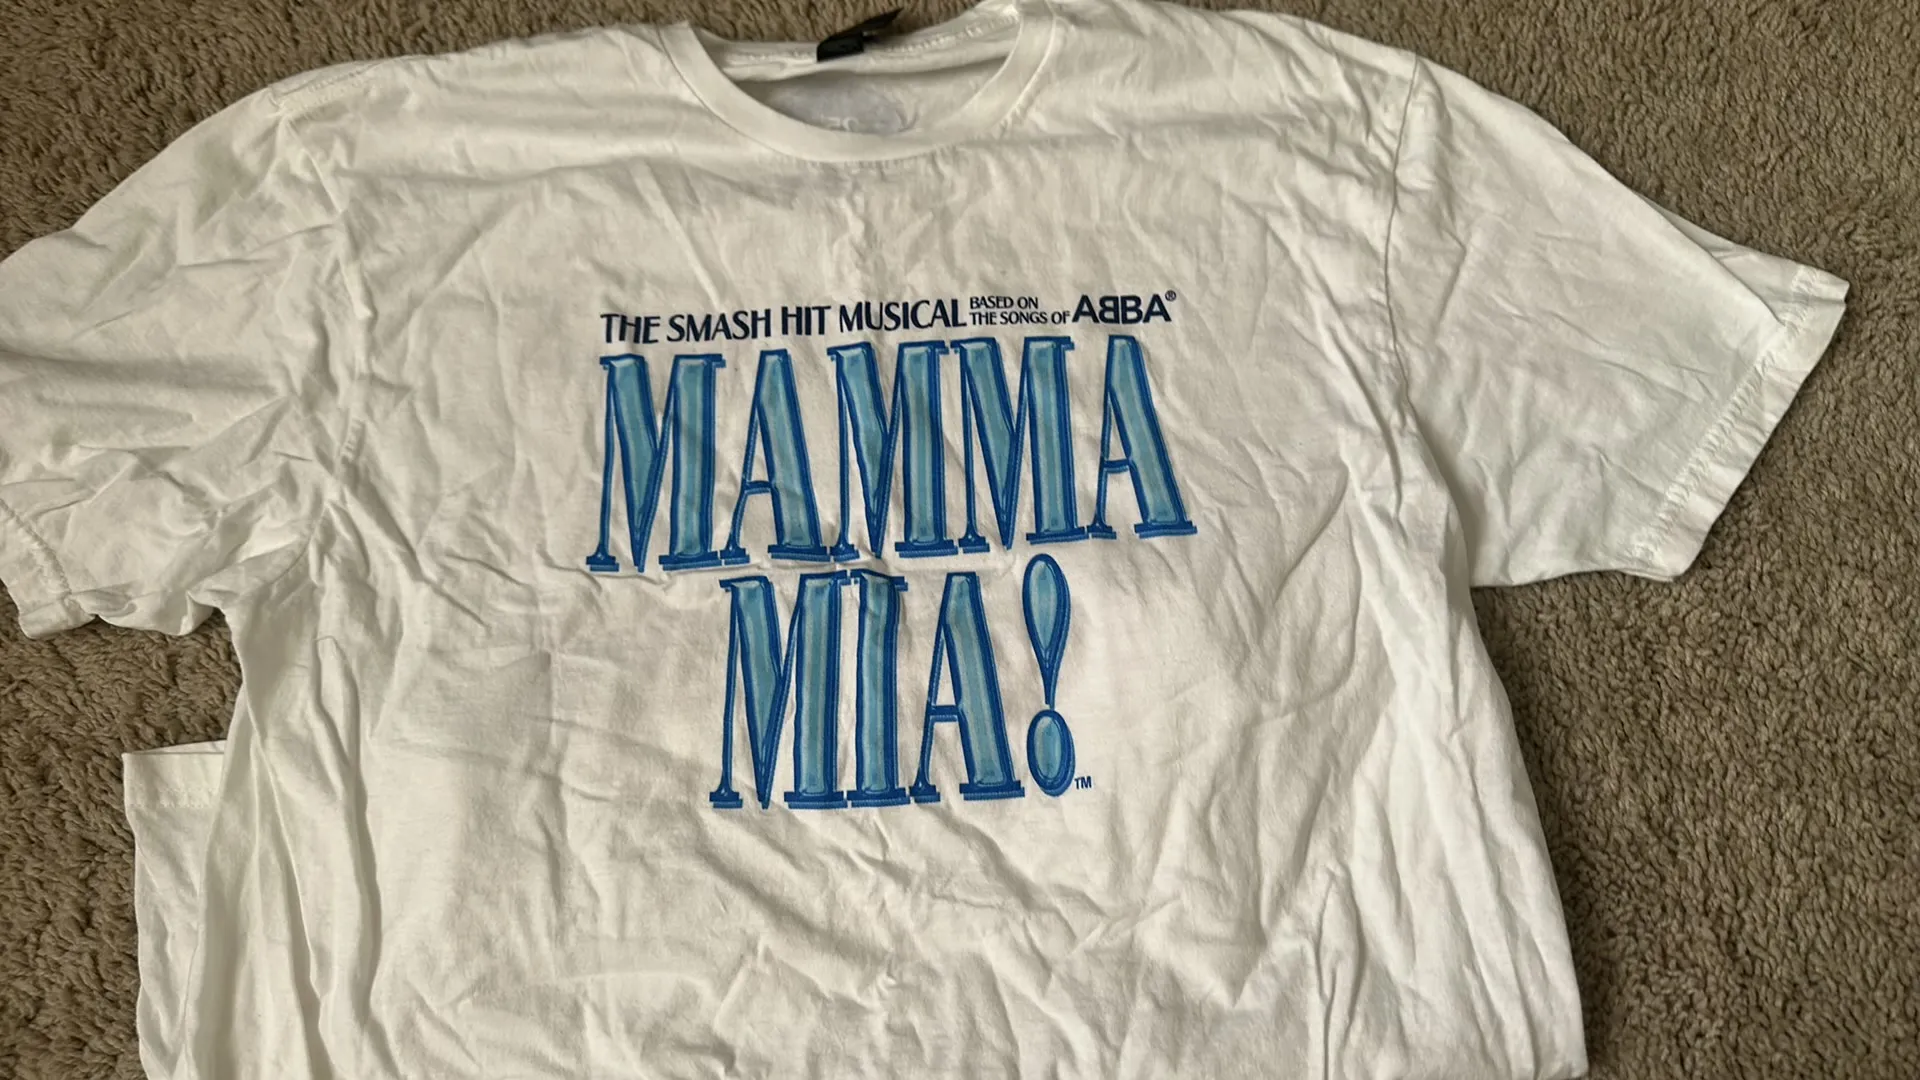 THE SMASH HIT MUSICAL BASED ON THE SONGS OF ABBA®
MAMMA
MIA!™